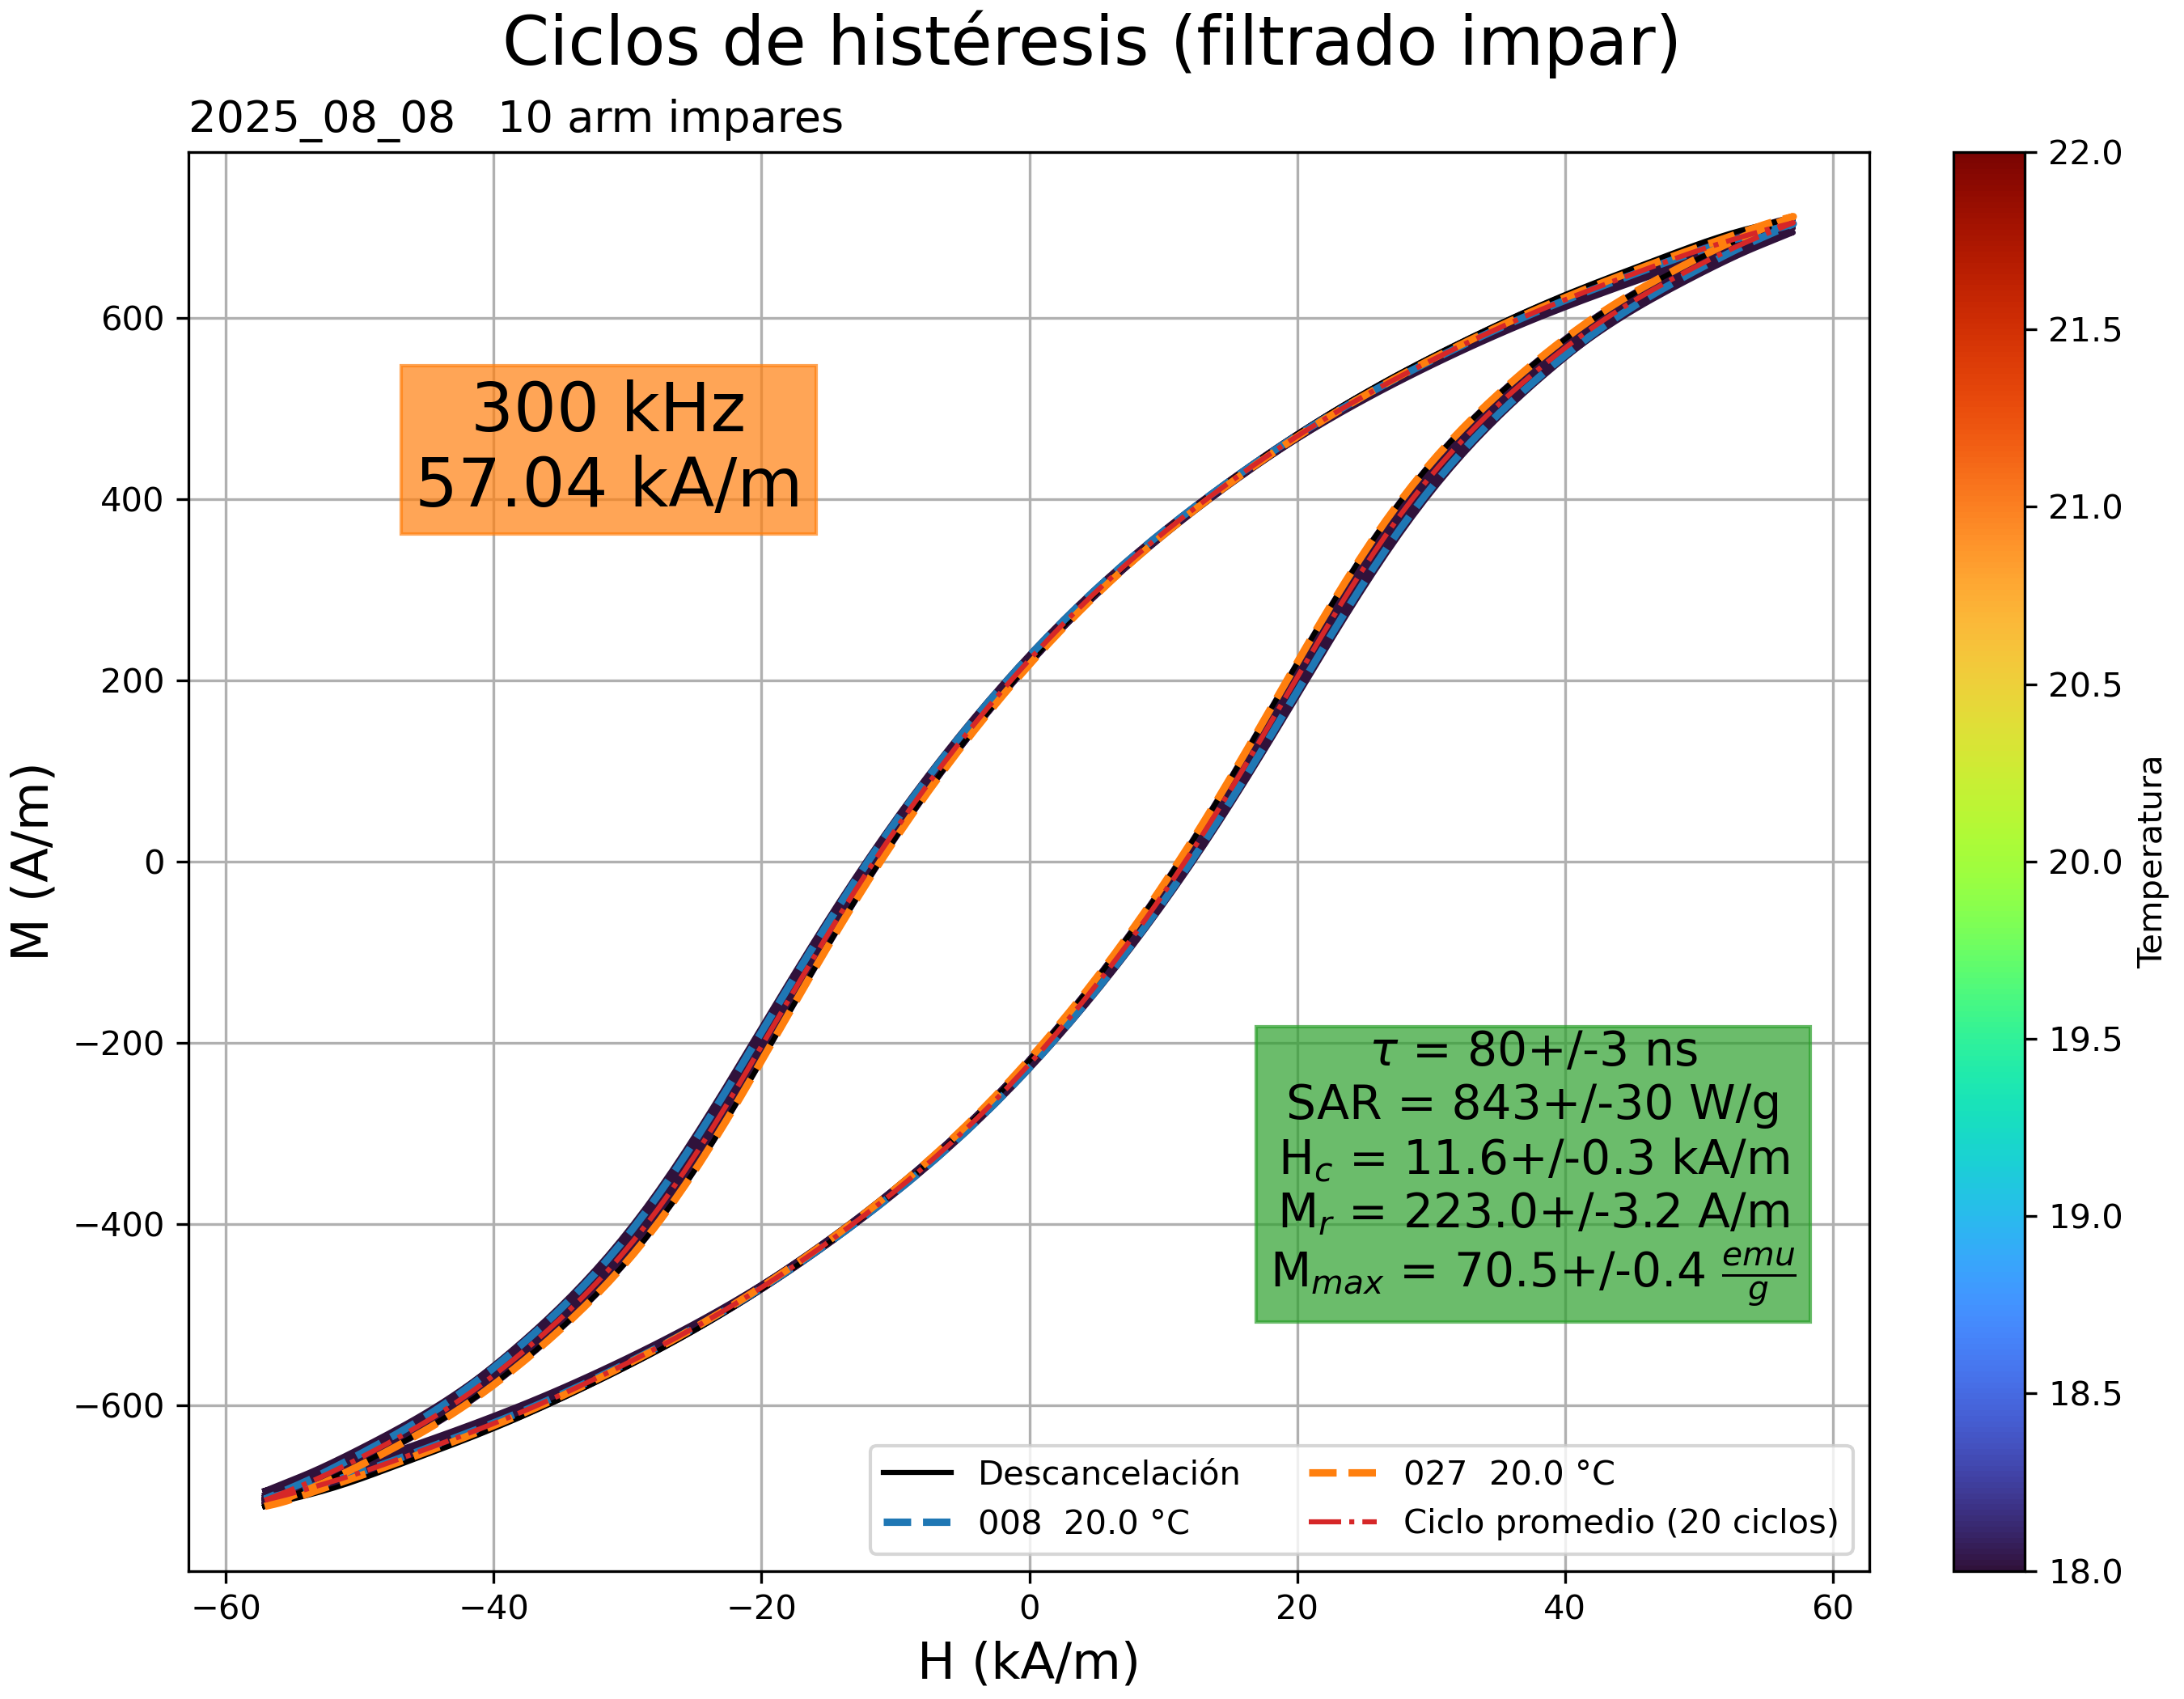 Ciclos de histéresis (filtrado impar)
2025_08_08   10 arm impares
300 kHz
57.04 kA/m
τ = 80+/-3 ns
SAR = 843+/-30 W/g
H_c = 11.6+/-0.3 kA/m
M_r = 223.0+/-3.2 A/m
M_max = 70.5+/-0.4 emu/g
Descancelación
008  20.0 °C
027  20.0 °C
Ciclo promedio (20 ciclos)
M (A/m)
600
400
200
0
−200
−400
−600
−60
−40
−20
0
20
40
60
H (kA/m)
22.0
21.5
21.0
20.5
20.0
19.5
19.0
18.5
18.0
Temperatura